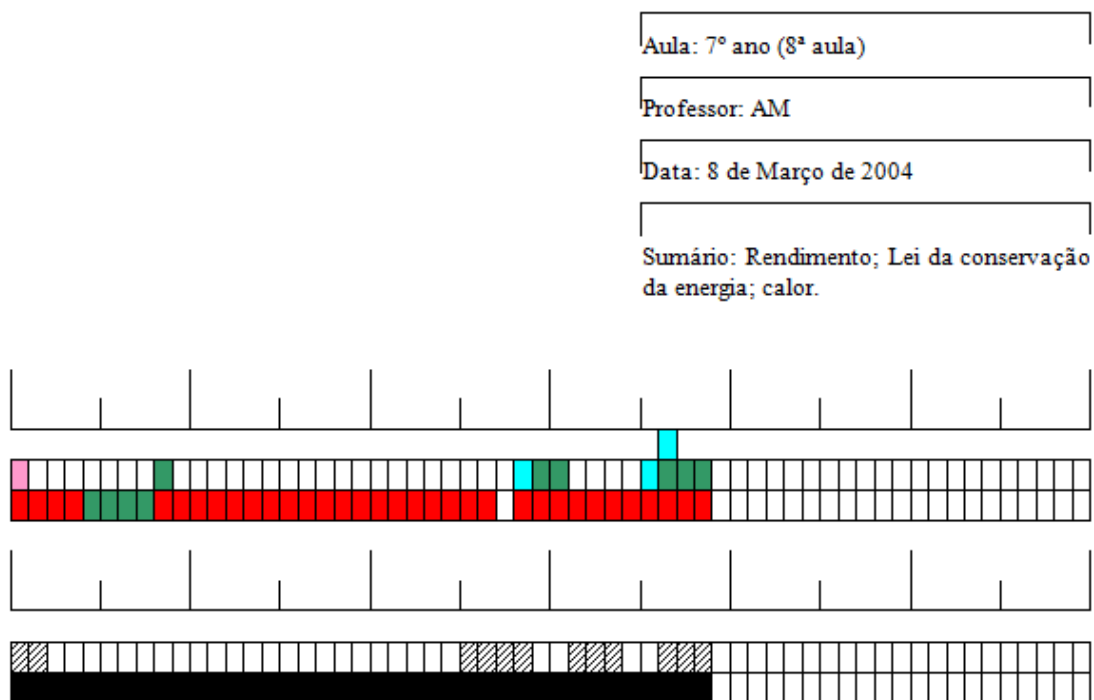 Aula: 7º ano (8ª aula)
Professor: AM
Data: 8 de Março de 2004
Sumário: Rendimento; Lei da conservação
da energia; calor.